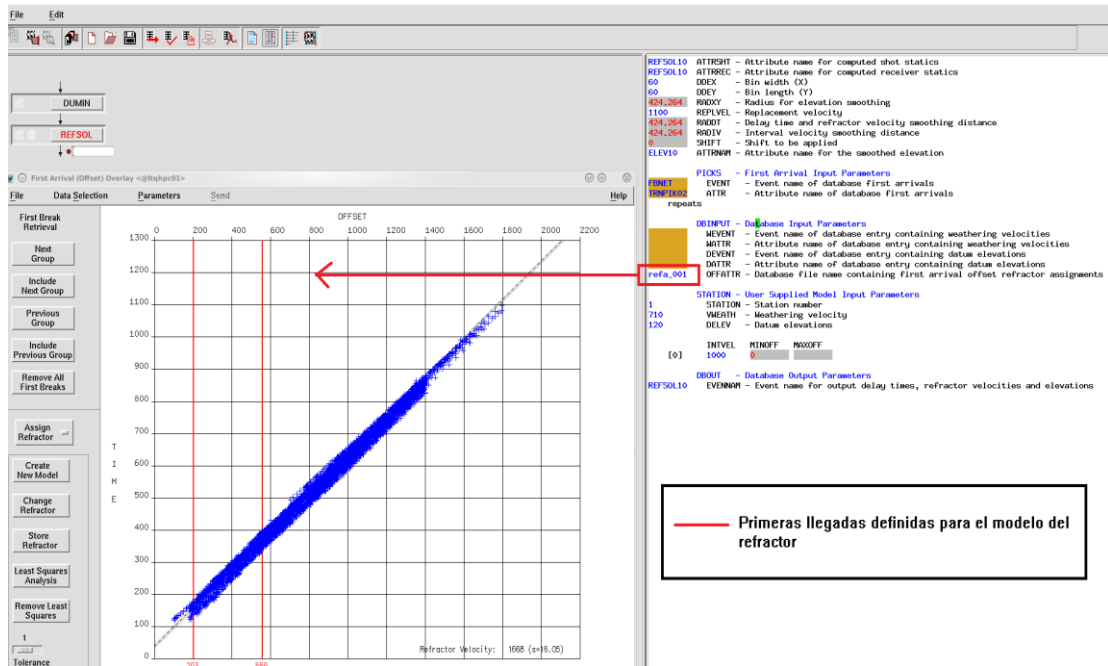 File Edit
DUMIN
REFSOL
First Arrival (Offset) Overlay <@ltqhpc01>
File Data Selection Parameters Send Help
First Break
Retrieval
Next
Group
Include
Next Group
Previous
Group
Include
Previous Group
Remove All
First Breaks
Assign
Refractor
Create
New Model
Change
Refractor
Store
Refractor
Least Squares
Analysis
Remove Least
Squares
1
Tolerance
OFFSET
0 200 400 600 800 1000 1200 1400 1600 1800 2000 2200
1300
1200
1100
1000
900
800
700
600
500
400
300
200
100
0
T
I
M
E
Refractor Velocity: 1668 (s=16.05)
203 559
REFSOL10 ATTRSHT - Attribute name for computed shot statics
REFSOL10 ATTRREC - Attribute name for computed receiver statics
60 DDEX - Bin width (X)
60 DDEY - Bin length (Y)
424,264 RADXY - Radius for elevation smoothing
1100 REPLVEL - Replacement velocity
424,264 RADDT - Delay time and refractor velocity smoothing distance
424,264 RADIV - Interval velocity smoothing distance
0 SHIFT - Shift to be applied
ELEV10 ATTRNAM - Attribute name for the smoothed elevation
PICKS - First Arrival Input Parameters
FBNET EVENT - Event name of database first arrivals
TRNPIK02 ATTR - Attribute name of database first arrivals
repeats
DBINPUT - Database Input Parameters
WEVENT - Event name of database entry containing weathering velocities
WATTR - Attribute name of database entry containing weathering velocities
DEVENT - Event name of database entry containing datum elevations
DATTR - Attribute name of database entry containing datum elevations
refa_001 OFFATTR - Database file name containing first arrival offset refractor assignments
STATION - User Supplied Model Input Parameters
1 STATION - Station number
710 VWEATH - Weathering velocity
120 DELEV - Datum elevations
INTVEL MINOFF MAXOFF
[0] 1000 0
DBOUT - Database Output Parameters
REFSOL10 EVENNAM - Event name for output delay times, refractor velocities and elevations
Primeras llegadas definidas para el modelo del
refractor